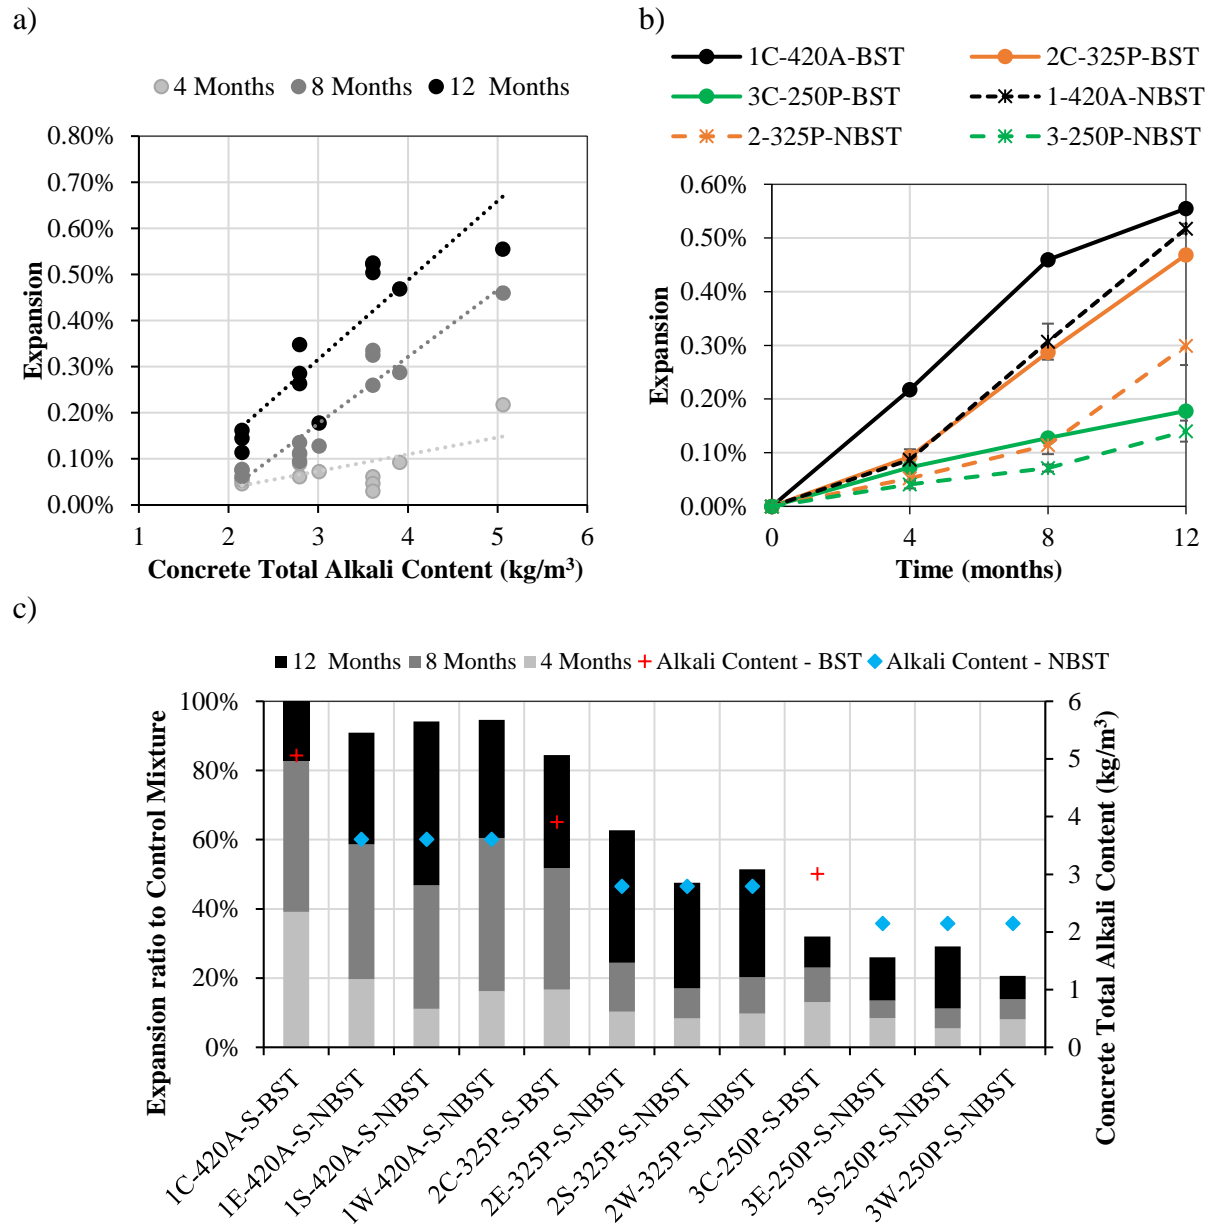 a)
4 Months 8 Months 12 Months
0.80%
0.70%
0.60%
0.50%
0.40%
0.30%
0.20%
0.10%
0.00%
Expansion
1 2 3 4 5 6
Concrete Total Alkali Content (kg/m³)
b)
1C-420A-BST 2C-325P-BST
3C-250P-BST 1-420A-NBST
2-325P-NBST 3-250P-NBST
0.60%
0.50%
0.40%
0.30%
0.20%
0.10%
0.00%
Expansion
0 4 8 12
Time (months)
c)
12 Months 8 Months 4 Months Alkali Content - BST Alkali Content - NBST
100%
80%
60%
40%
20%
0%
Expansion ratio to Control Mixture
6
5
4
3
2
1
0
Concrete Total Alkali Content (kg/m³)
1C-420A-S-BST
1E-420A-S-NBST
1S-420A-S-NBST
1W-420A-S-NBST
2C-325P-S-BST
2E-325P-S-NBST
2S-325P-S-NBST
2W-325P-S-NBST
3C-250P-S-BST
3E-250P-S-NBST
3S-250P-S-NBST
3W-250P-S-NBST